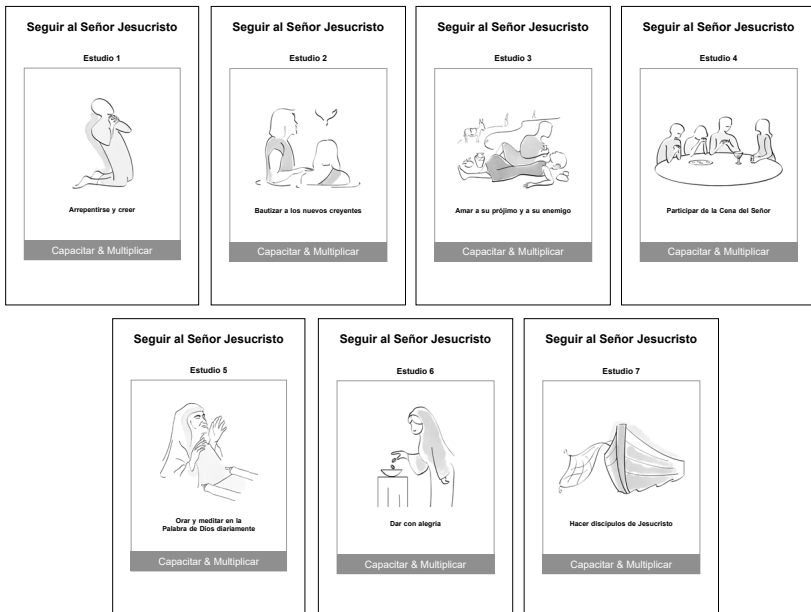 Seguir al Señor Jesucristo
Estudio 1
Arrepentirse y creer
Capacitar & Multiplicar
Seguir al Señor Jesucristo
Estudio 2
Bautizar a los nuevos creyentes
Capacitar & Multiplicar
Seguir al Señor Jesucristo
Estudio 3
Amar a su prójimo y a su enemigo
Capacitar & Multiplicar
Seguir al Señor Jesucristo
Estudio 4
Participar de la Cena del Señor
Capacitar & Multiplicar
Seguir al Señor Jesucristo
Estudio 5
Orar y meditar en la
Palabra de Dios diariamente
Capacitar & Multiplicar
Seguir al Señor Jesucristo
Estudio 6
Dar con alegria
Capacitar & Multiplicar
Seguir al Señor Jesucristo
Estudio 7
Hacer discípulos de Jesucristo
Capacitar & Multiplicar